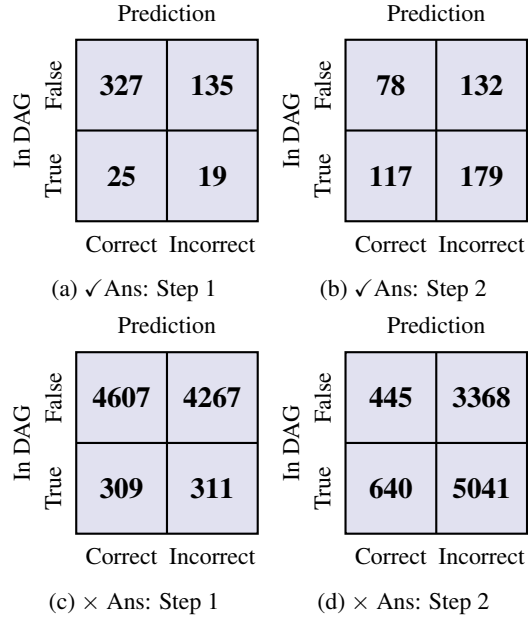 Prediction Prediction
In DAG False 327 135 In DAG False 78 132
True 25 19 True 117 179
Correct Incorrect Correct Incorrect
(a) ✓Ans: Step 1 (b) ✓Ans: Step 2
Prediction Prediction
In DAG False 4607 4267 In DAG False 445 3368
True 309 311 True 640 5041
Correct Incorrect Correct Incorrect
(c) × Ans: Step 1 (d) × Ans: Step 2